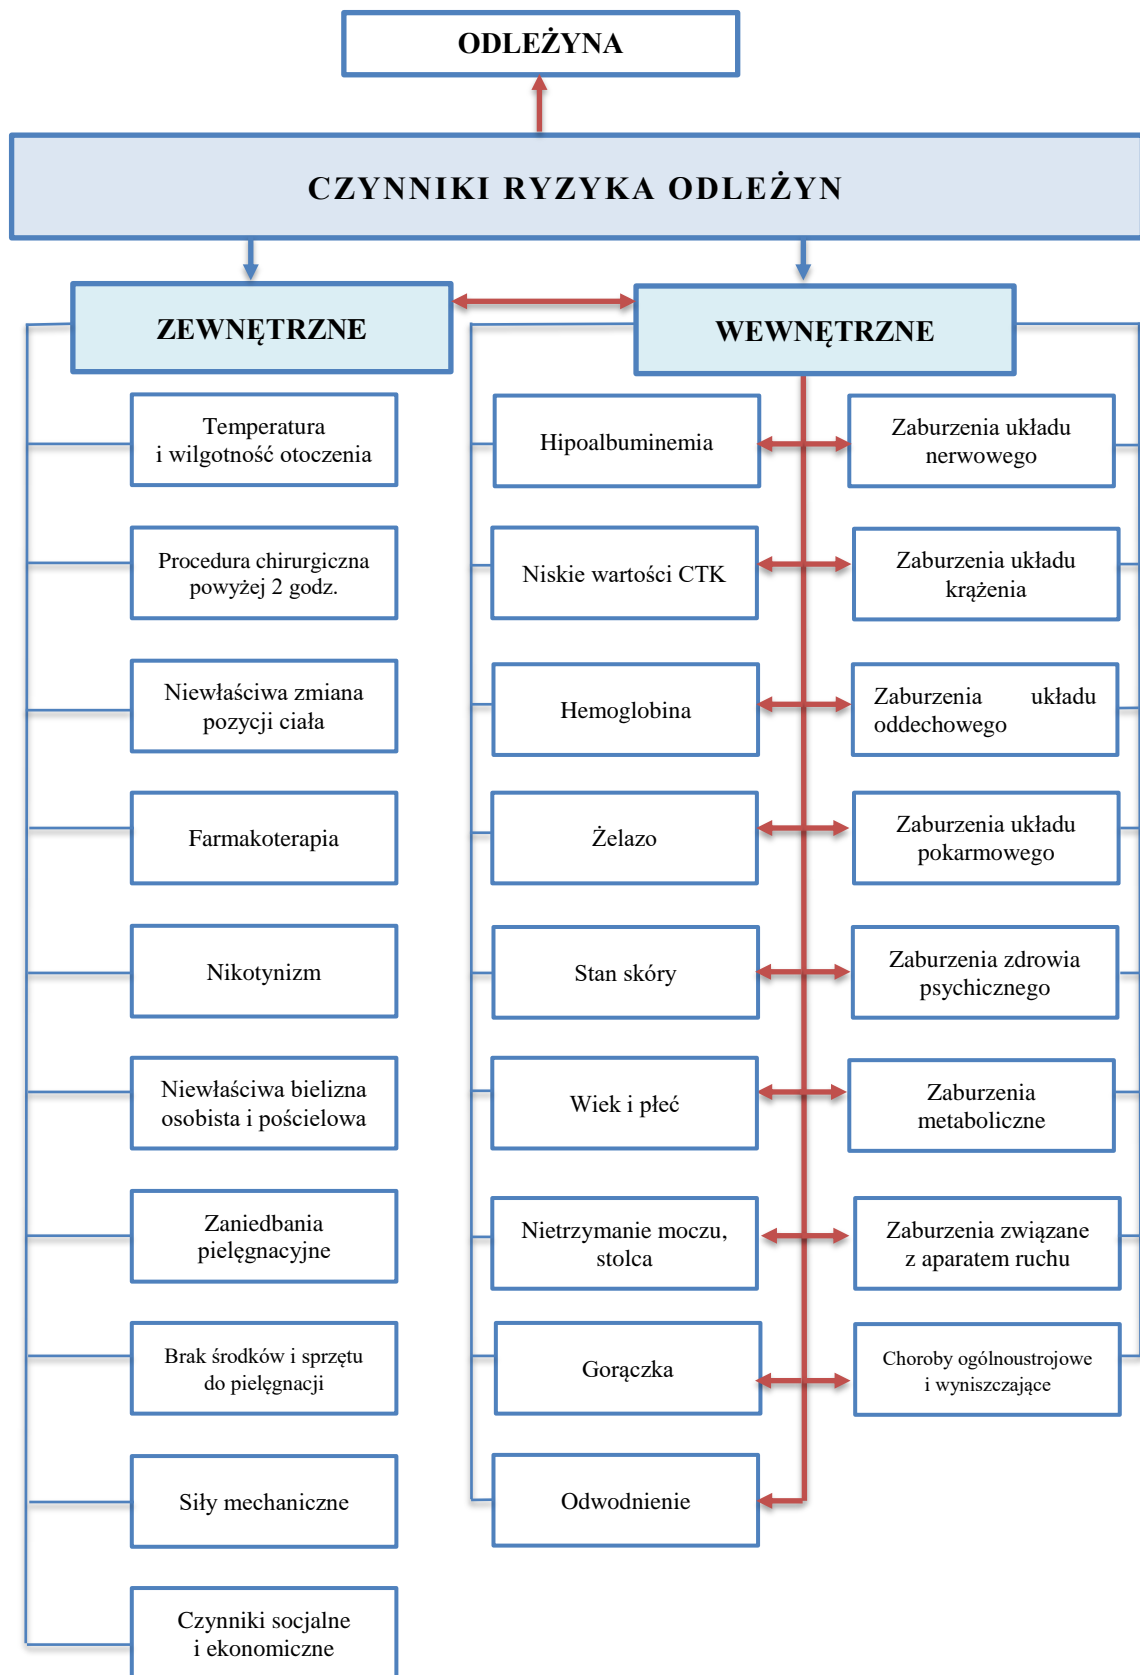 ODLEŻYNA
CZYNNIKI RYZYKA ODLEŻYN
ZEWNĘTRZNE
Temperatura
i wilgotność otoczenia
Procedura chirurgiczna
powyżej 2 godz.
Niewłaściwa zmiana
pozycji ciała
Farmakoterapia
Nikotynizm
Niewłaściwa bielizna
osobista i pościelowa
Zaniedbania
pielęgnacyjne
Brak środków i sprzętu
do pielęgnacji
Siły mechaniczne
Czynniki socjalne
i ekonomiczne
WEWNĘTRZNE
Hipoalbuminemia
Niskie wartości CTK
Hemoglobina
Żelazo
Stan skóry
Wiek i płeć
Nietrzymanie moczu,
stolca
Gorączka
Odwodnienie
Zaburzenia układu
nerwowego
Zaburzenia układu
krążenia
Zaburzenia układu
oddechowego
Zaburzenia układu
pokarmowego
Zaburzenia zdrowia
psychicznego
Zaburzenia
metaboliczne
Zaburzenia związane
z aparatem ruchu
Choroby ogólnoustrojowe
i wyniszczające